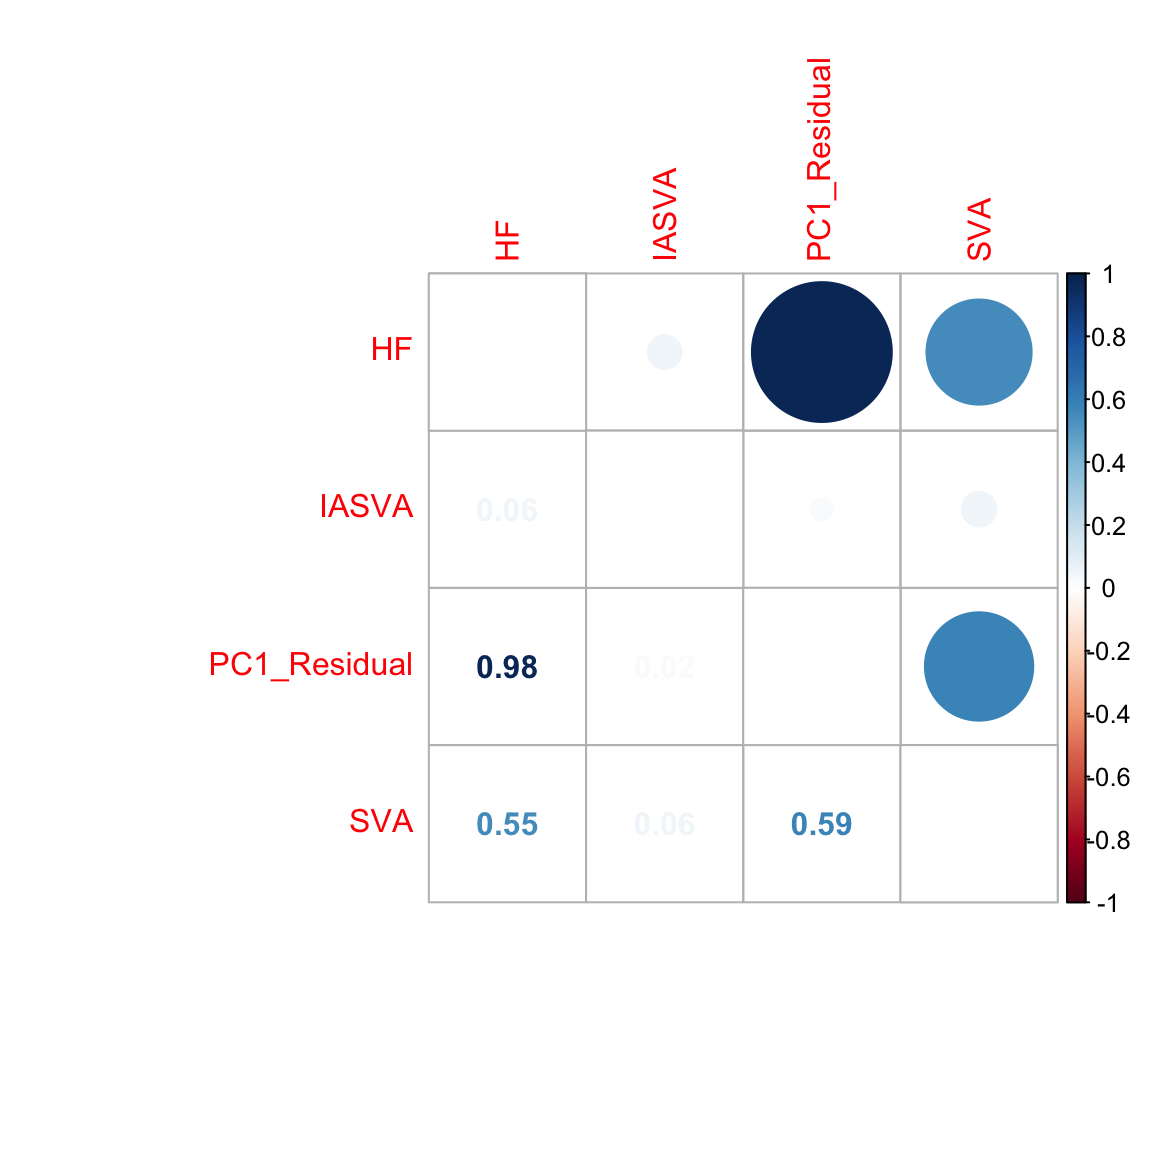 HF
IASVA
PC1_Residual
SVA
HF
IASVA 0.06
PC1_Residual 0.98 0.02
SVA 0.55 0.06 0.59
1
0.8
0.6
0.4
0.2
0
-0.2
-0.4
-0.6
-0.8
-1